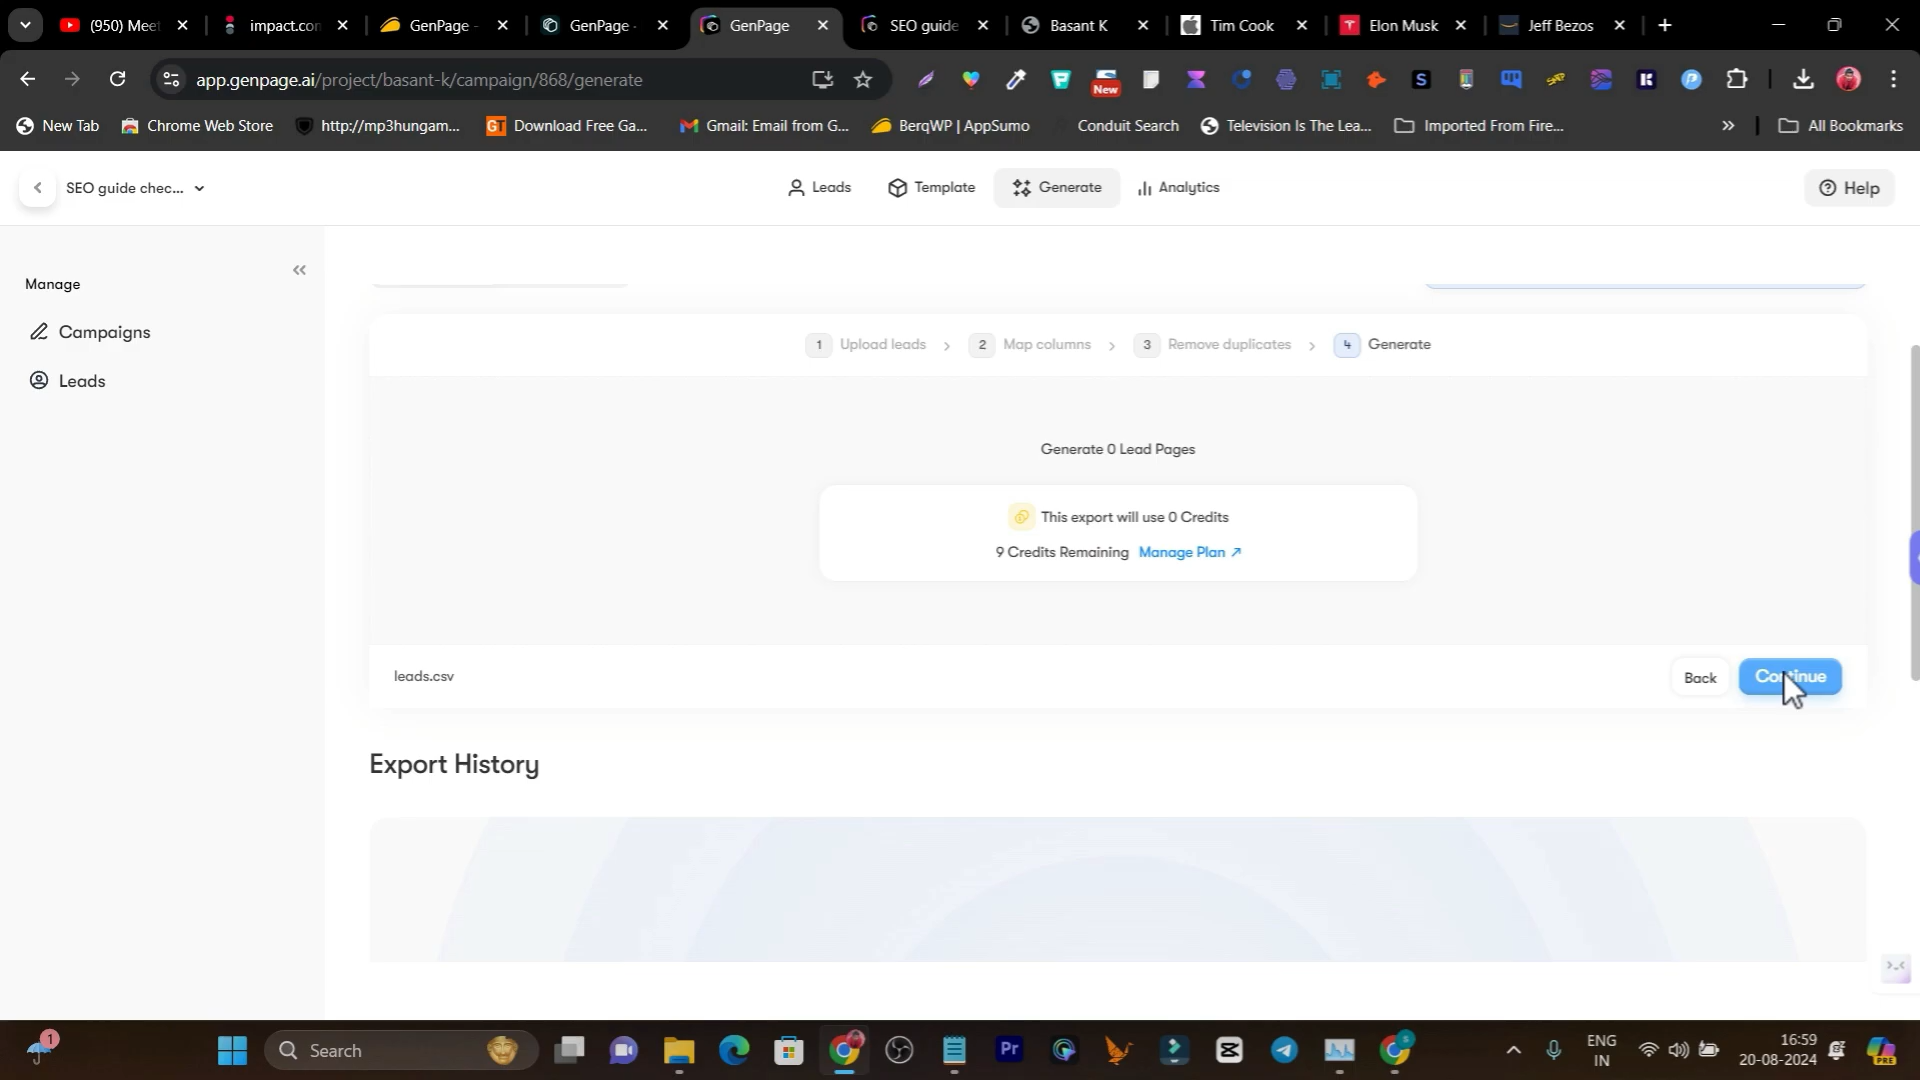 (950) Meet
impact.con
GenPage -
GenPage -
GenPage
SEO guide
Basant K
Tim Cook
Elon Musk
Jeff Bezos
app.genpage.ai/project/basant-k/campaign/868/generate
New
New Tab
Chrome Web Store
http://mp3hungam...
Download Free Ga...
Gmail: Email from G...
BerqWP | AppSumo
Conduit Search
Television Is The Lea...
Imported From Fire...
All Bookmarks
SEO guide chec...
Leads
Template
Generate
Analytics
Help
Manage
Campaigns
Leads
1 Upload leads
2 Map columns
3 Remove duplicates
4 Generate
Generate 0 Lead Pages
This export will use 0 Credits
9 Credits Remaining Manage Plan
leads.csv
Back
Continue
Export History
1
Search
Pr
ENG
IN
16:59
20-08-2024
PRE